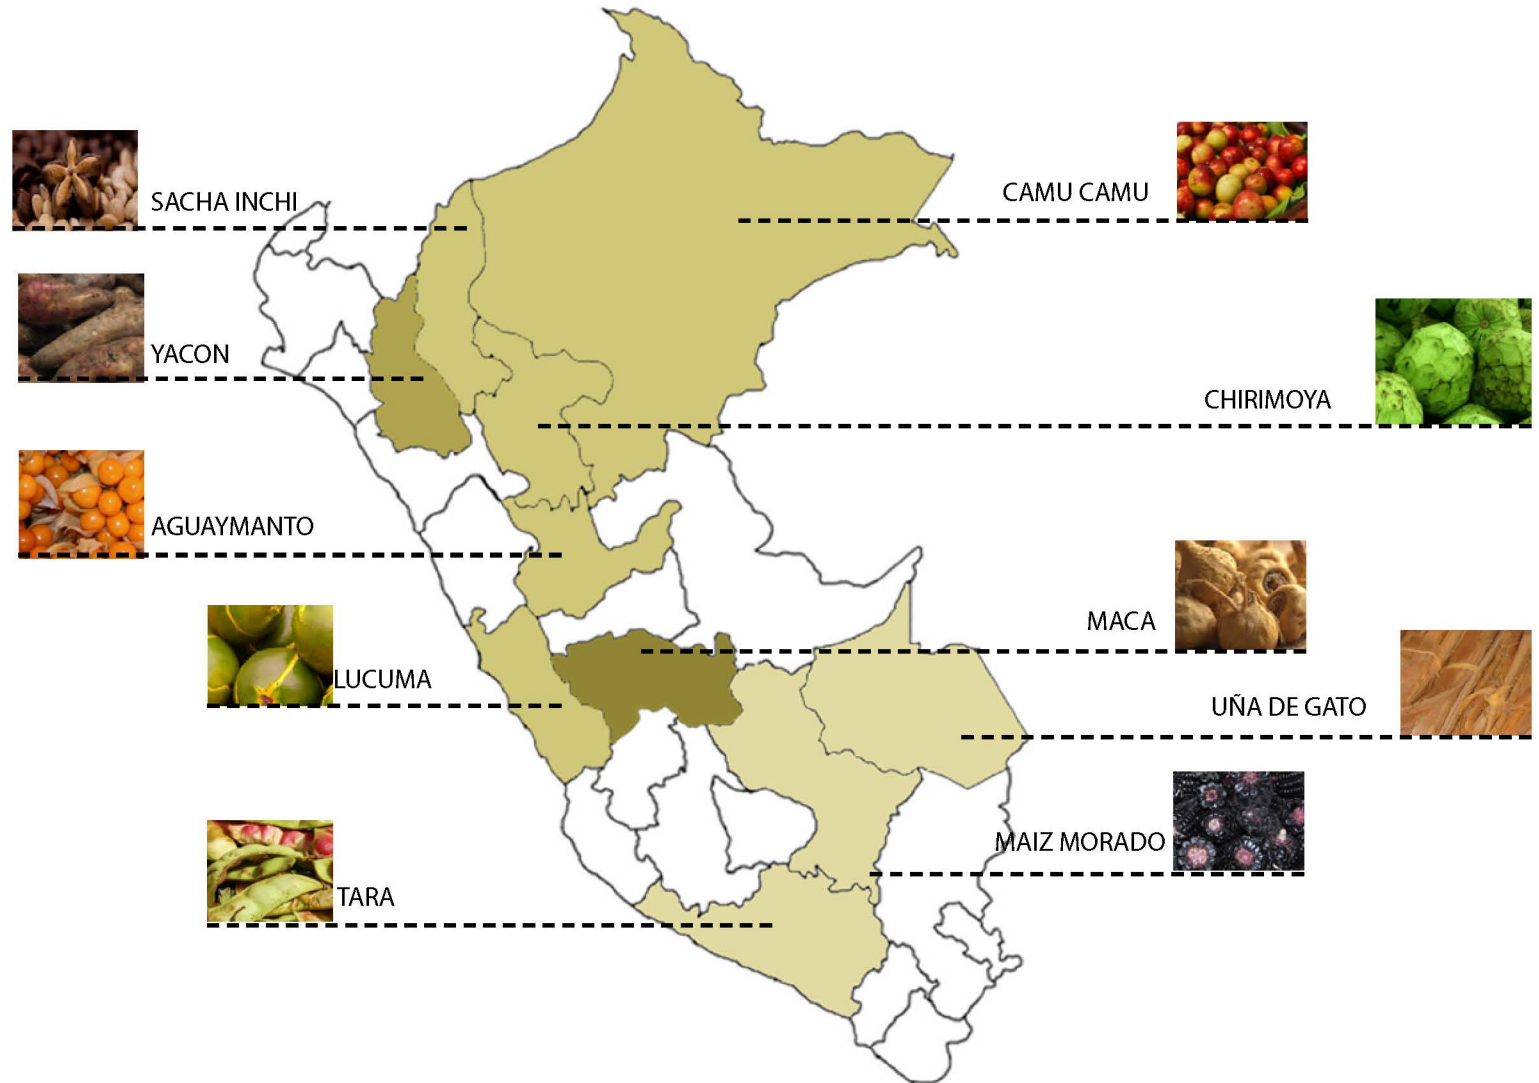 SACHA INCHI
CAMU CAMU
YACON
CHIRIMOYA
AGUAYMANTO
MACA
LUCUMA
UÑA DE GATO
MAIZ MORADO
TARA